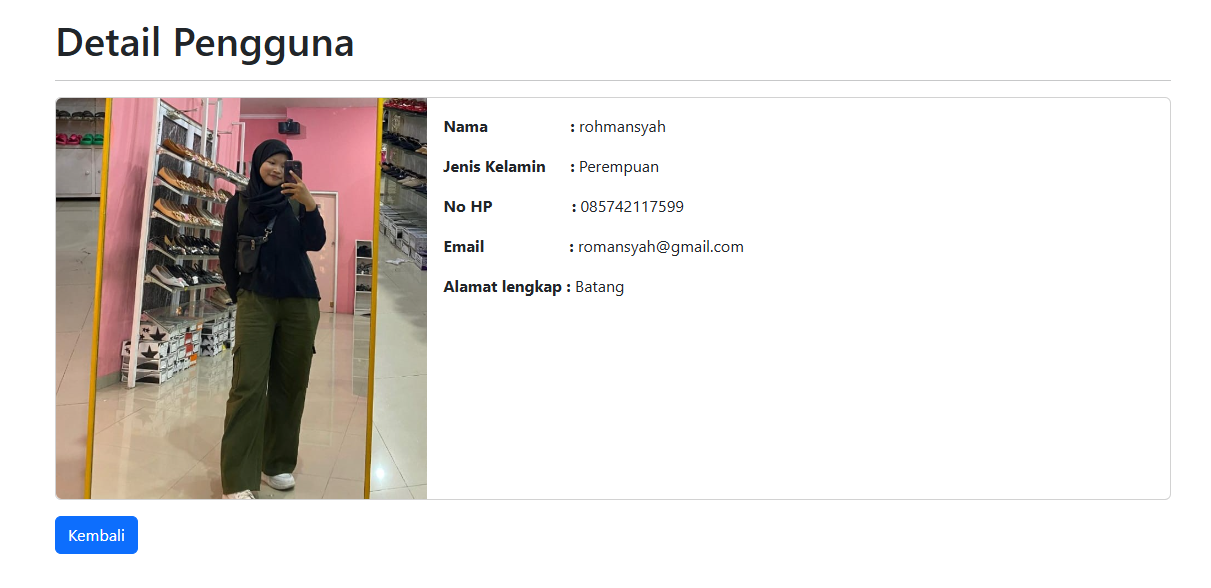 Detail Pengguna
Nama : rohmansyah
Jenis Kelamin : Perempuan
No HP : 085742117599
Email : romansyah@gmail.com
Alamat lengkap : Batang
Kembali